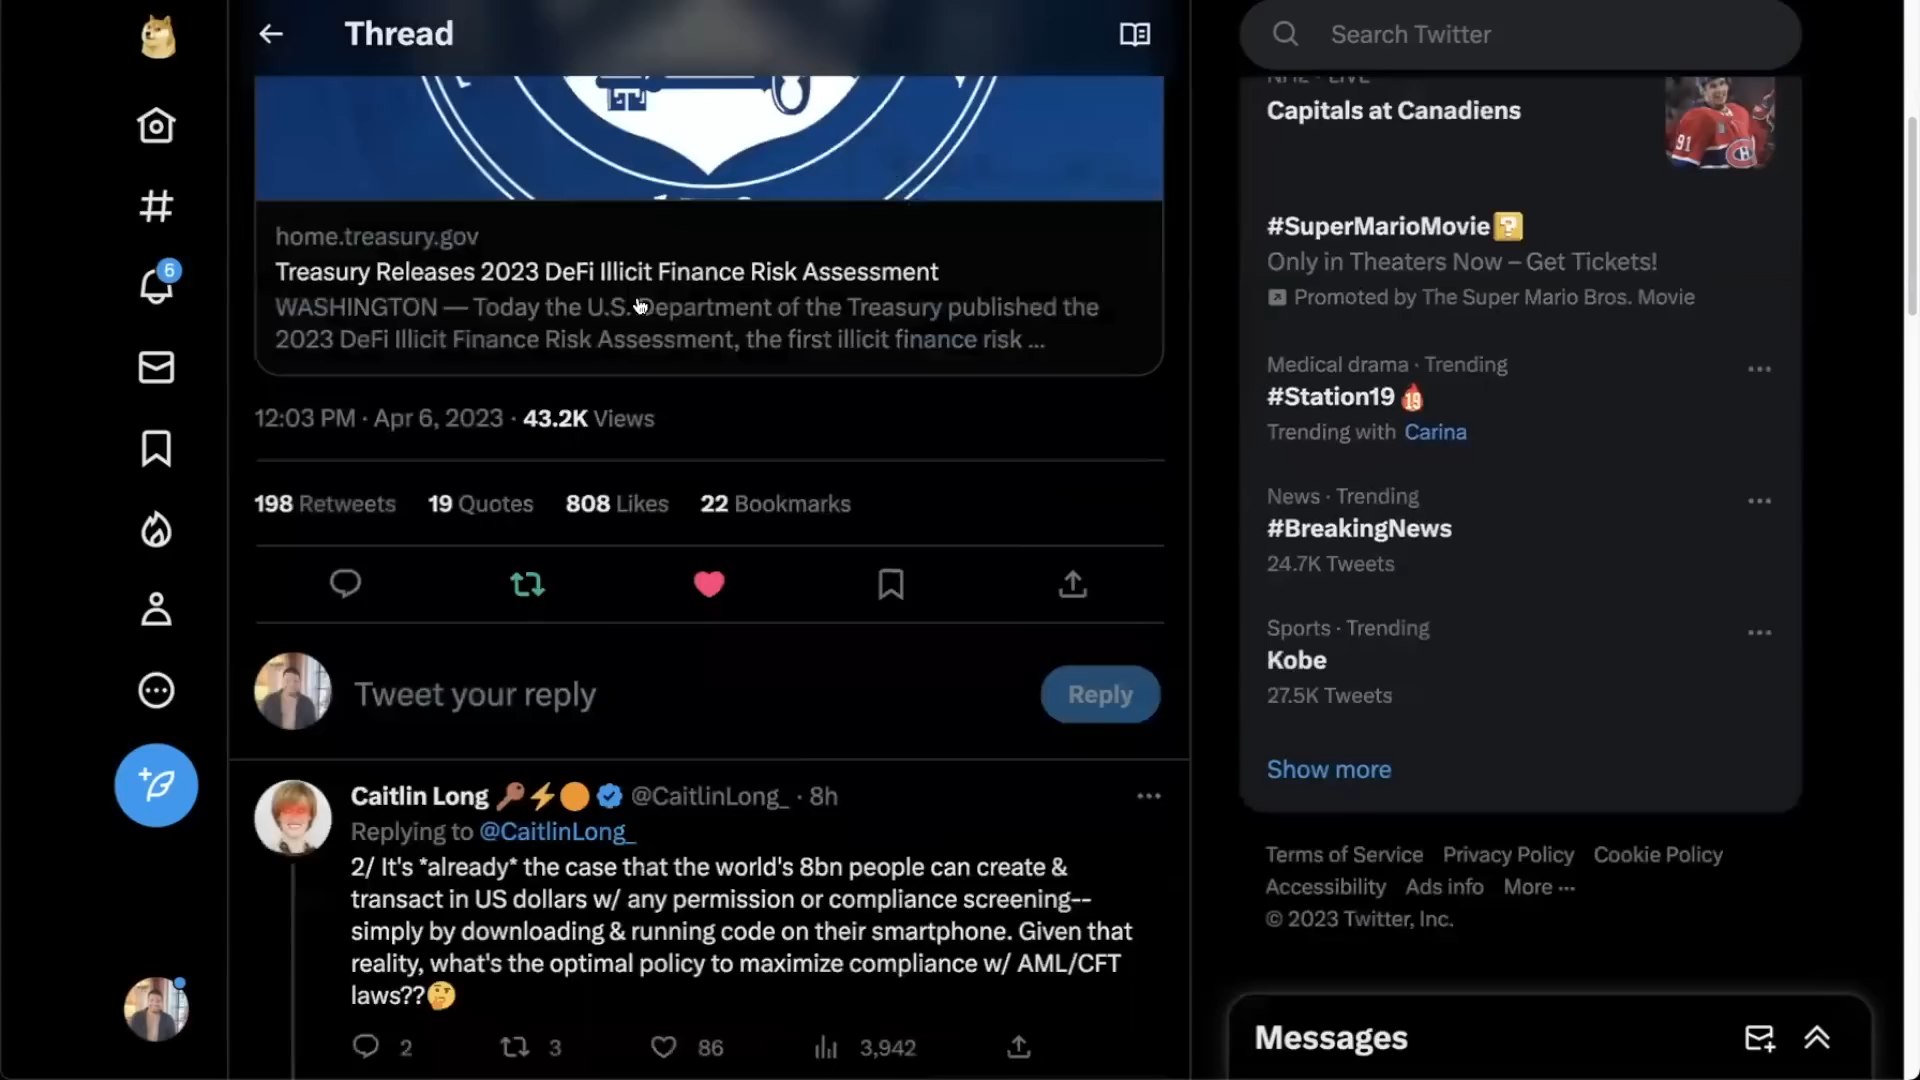 Thread
home.treasury.gov
Treasury Releases 2023 DeFi Illicit Finance Risk Assessment
WASHINGTON — Today the U.S. Department of the Treasury published the
2023 DeFi Illicit Finance Risk Assessment, the first illicit finance risk ...
12:03 PM · Apr 6, 2023 · 43.2K Views
198 Retweets 19 Quotes 808 Likes 22 Bookmarks
Tweet your reply
Reply
Caitlin Long @CaitlinLong_ · 8h
Replying to @CaitlinLong_
2/ It's *already* the case that the world's 8bn people can create &
transact in US dollars w/ any permission or compliance screening--
simply by downloading & running code on their smartphone. Given that
reality, what's the optimal policy to maximize compliance w/ AML/CFT
laws??
2 3 86 3,942
6
Search Twitter
NHL · LIVE
Capitals at Canadiens
91
#SuperMarioMovie
Only in Theaters Now – Get Tickets!
Promoted by The Super Mario Bros. Movie
Medical drama · Trending
#Station19
19
Trending with Carina
News · Trending
#BreakingNews
24.7K Tweets
Sports · Trending
Kobe
27.5K Tweets
Show more
Terms of Service Privacy Policy Cookie Policy
Accessibility Ads info More ···
© 2023 Twitter, Inc.
Messages